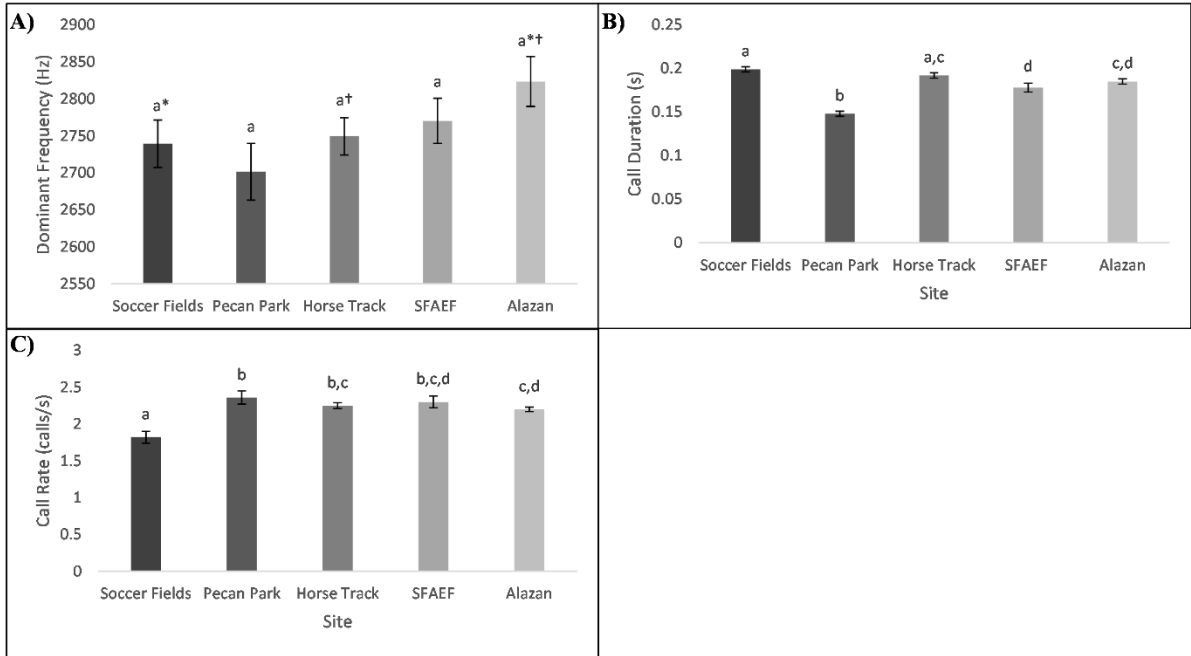 A)
Dominant Frequency (Hz)
2900
2850
2800
2750
2700
2650
2600
2550
a*
a
a†
a
a*†
Soccer Fields Pecan Park Horse Track SFAEF Alazan
B)
Call Duration (s)
0.25
0.2
0.15
0.1
0.05
0
a
b
a,c
d
c,d
Soccer Fields Pecan Park Horse Track SFAEF Alazan
Site
C)
Call Rate (calls/s)
3
2.5
2
1.5
1
0.5
0
a
b
b,c
b,c,d
c,d
Soccer Fields Pecan Park Horse Track SFAEF Alazan
Site